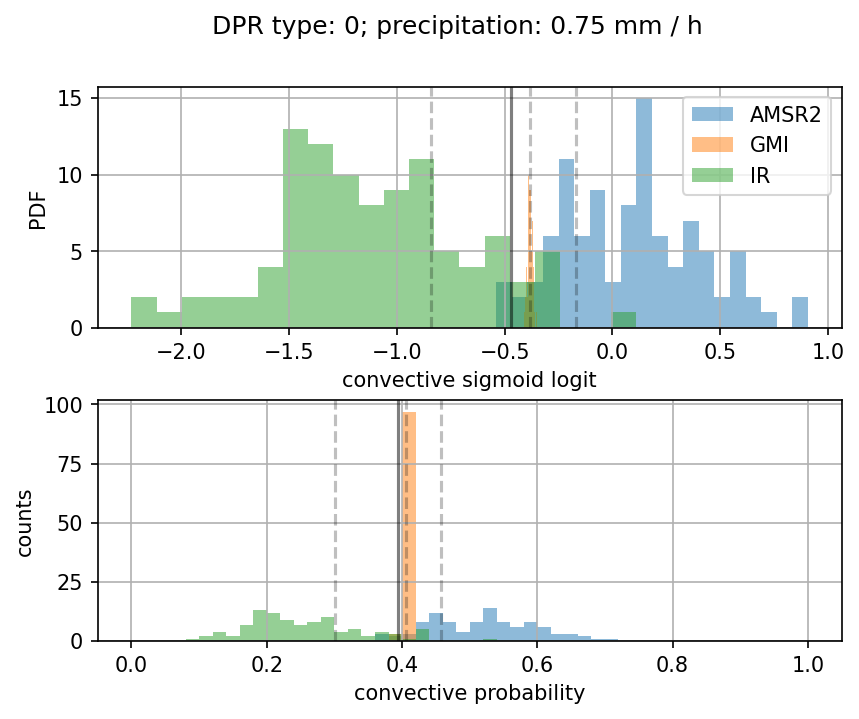 DPR type: 0; precipitation: 0.75 mm / h
15
10
5
0
PDF
AMSR2
GMI
IR
−2.0 −1.5 −1.0 −0.5 0.0 0.5 1.0
convective sigmoid logit
100
75
50
25
0
counts
0.0 0.2 0.4 0.6 0.8 1.0
convective probability